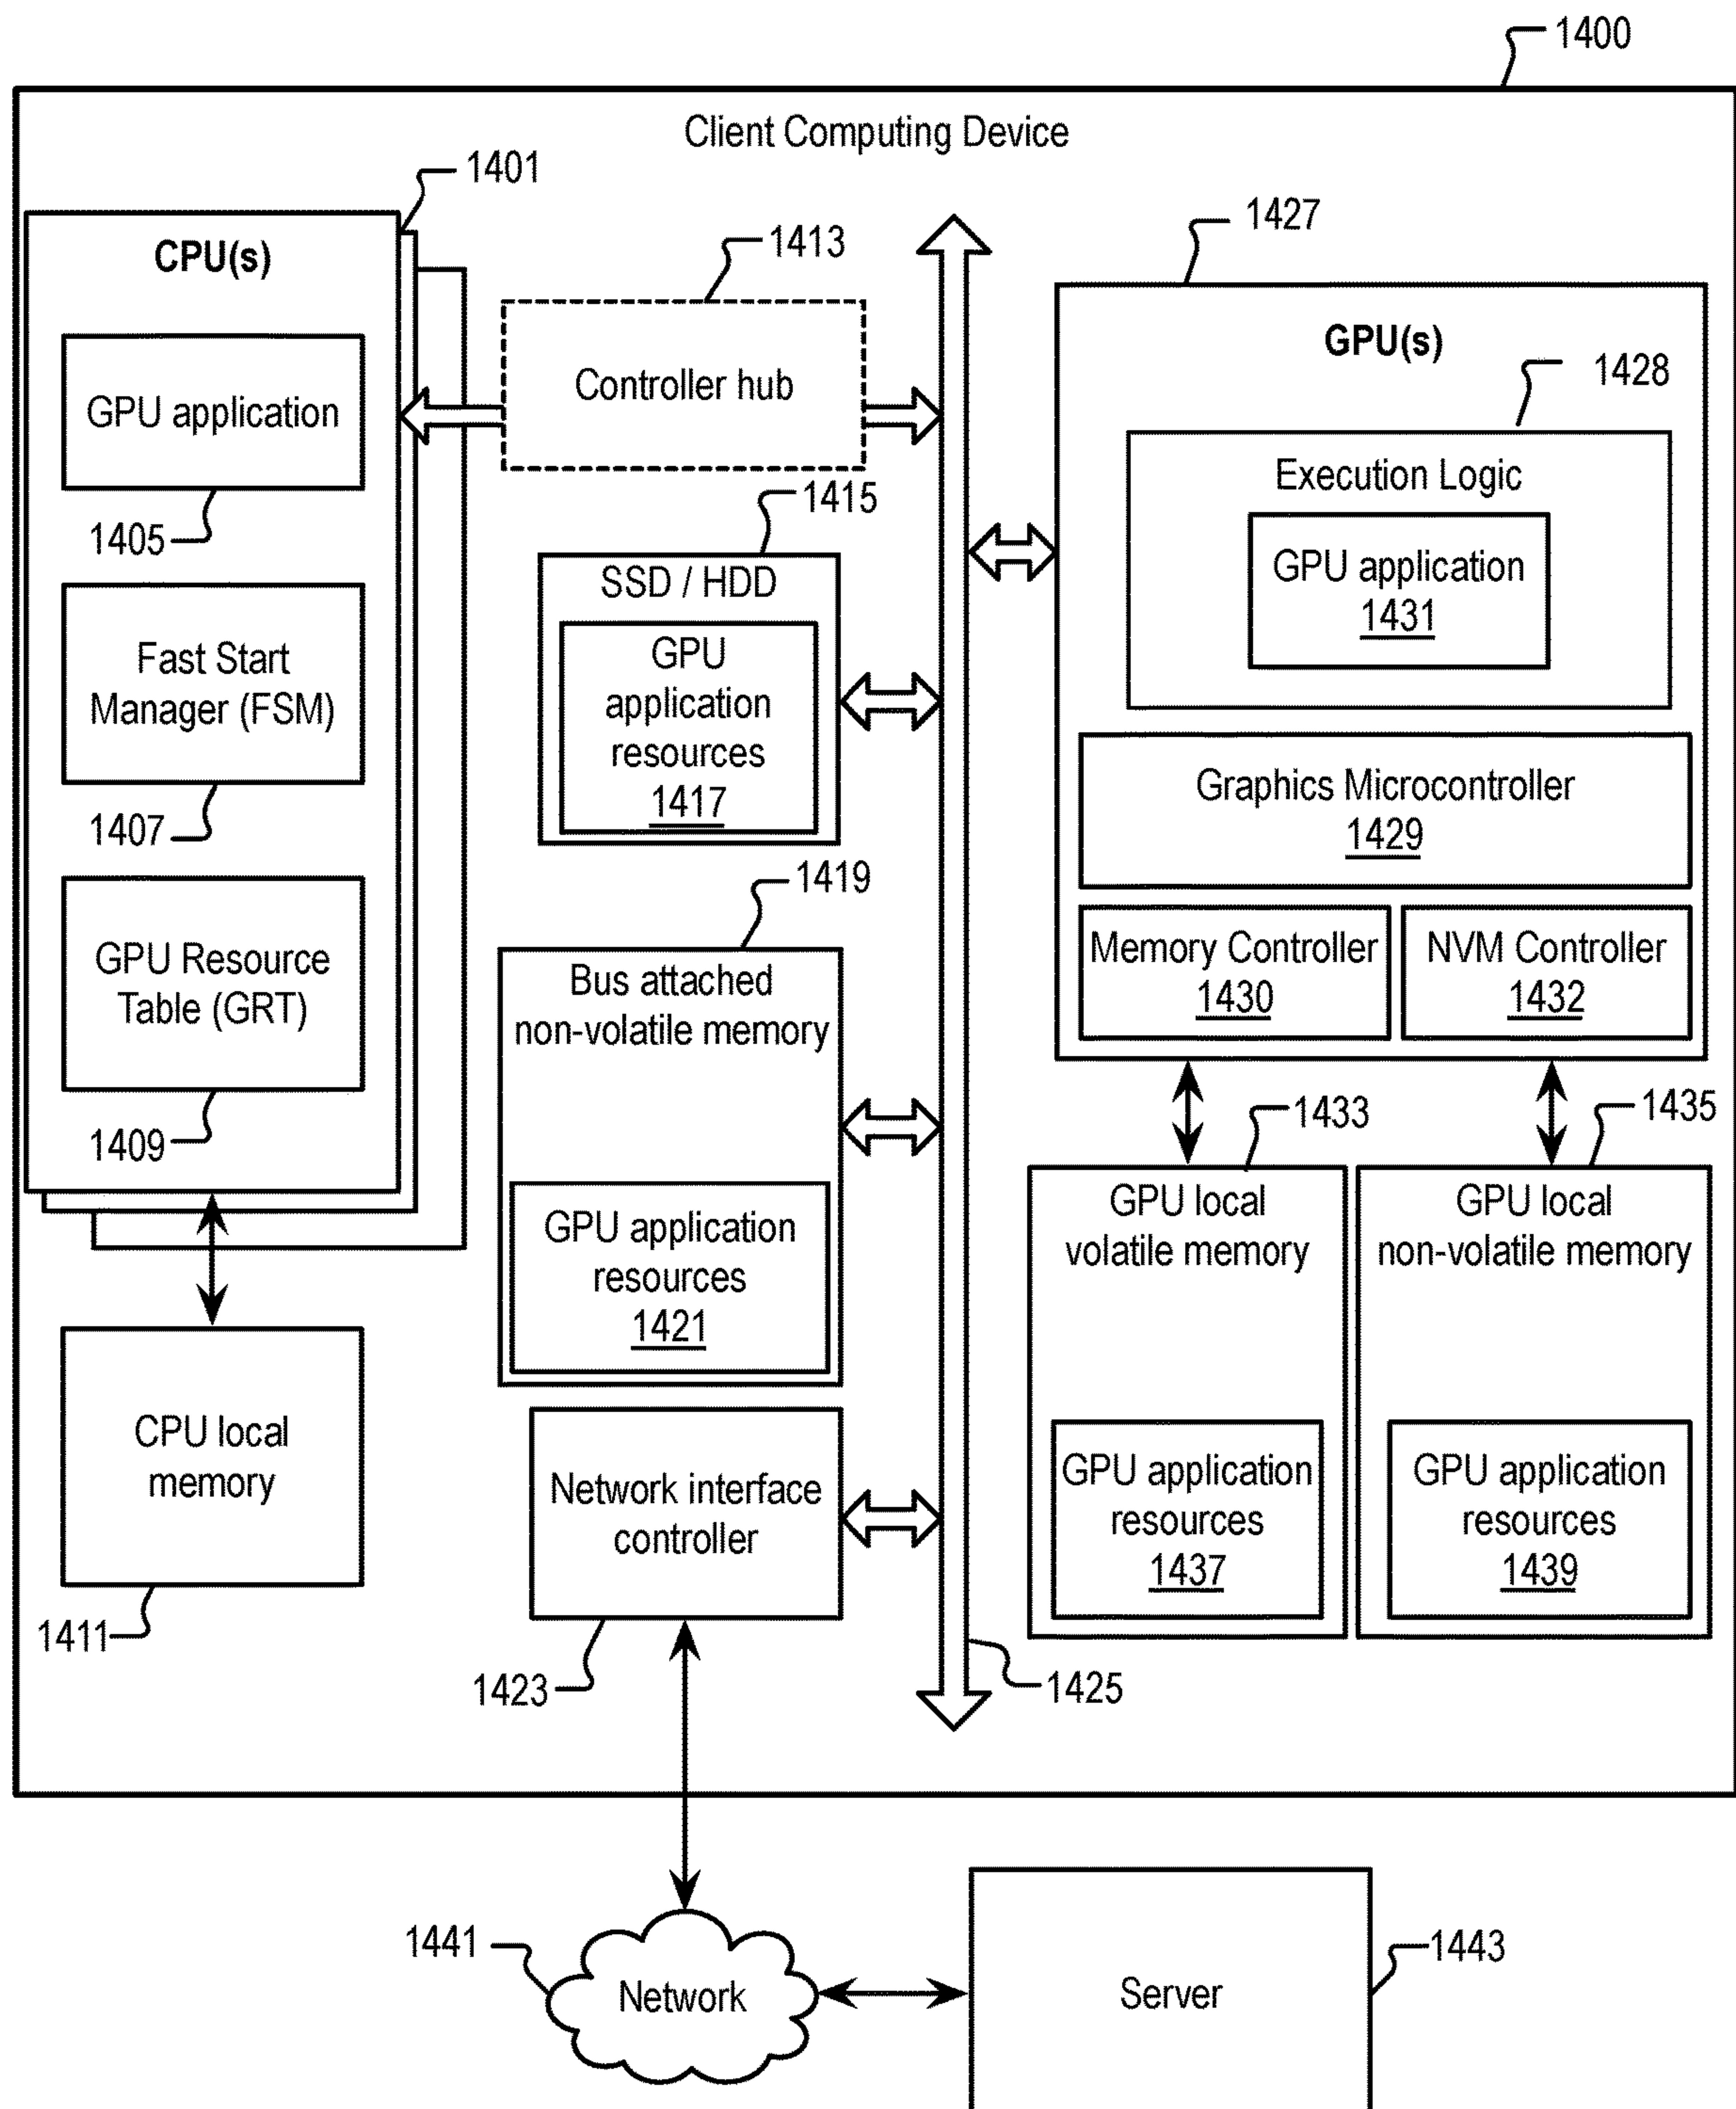 1400
Client Computing Device
1401
CPU(s)
GPU application
1405
Fast Start
Manager (FSM)
1407
GPU Resource
Table (GRT)
1409
CPU local
memory
1411
1413
Controller hub
1415
SSD / HDD
GPU
application
resources
1417
1419
Bus attached
non-volatile memory
GPU application
resources
1421
Network interface
controller
1423
1425
1427
GPU(s)
1428
Execution Logic
GPU application
1431
Graphics Microcontroller
1429
Memory Controller
1430
NVM Controller
1432
1433
GPU local
volatile memory
GPU application
resources
1437
1435
GPU local
non-volatile memory
GPU application
resources
1439
1441
Network
Server
1443